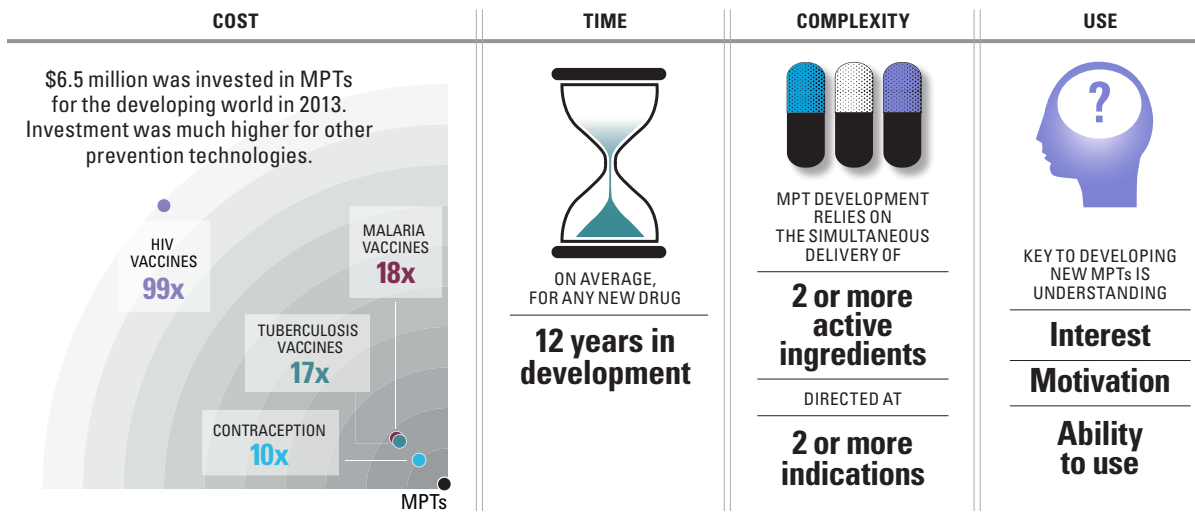 COST
$6.5 million was invested in MPTs
for the developing world in 2013.
Investment was much higher for other
prevention technologies.
HIV
VACCINES
99x
MALARIA
VACCINES
18x
TUBERCULOSIS
VACCINES
17x
CONTRACEPTION
10x
MPTs
TIME
ON AVERAGE,
FOR ANY NEW DRUG
12 years in
development
COMPLEXITY
MPT DEVELOPMENT
RELIES ON
THE SIMULTANEOUS
DELIVERY OF
2 or more
active
ingredients
DIRECTED AT
2 or more
indications
USE
?
KEY TO DEVELOPING
NEW MPTs IS
UNDERSTANDING
Interest
Motivation
Ability
to use